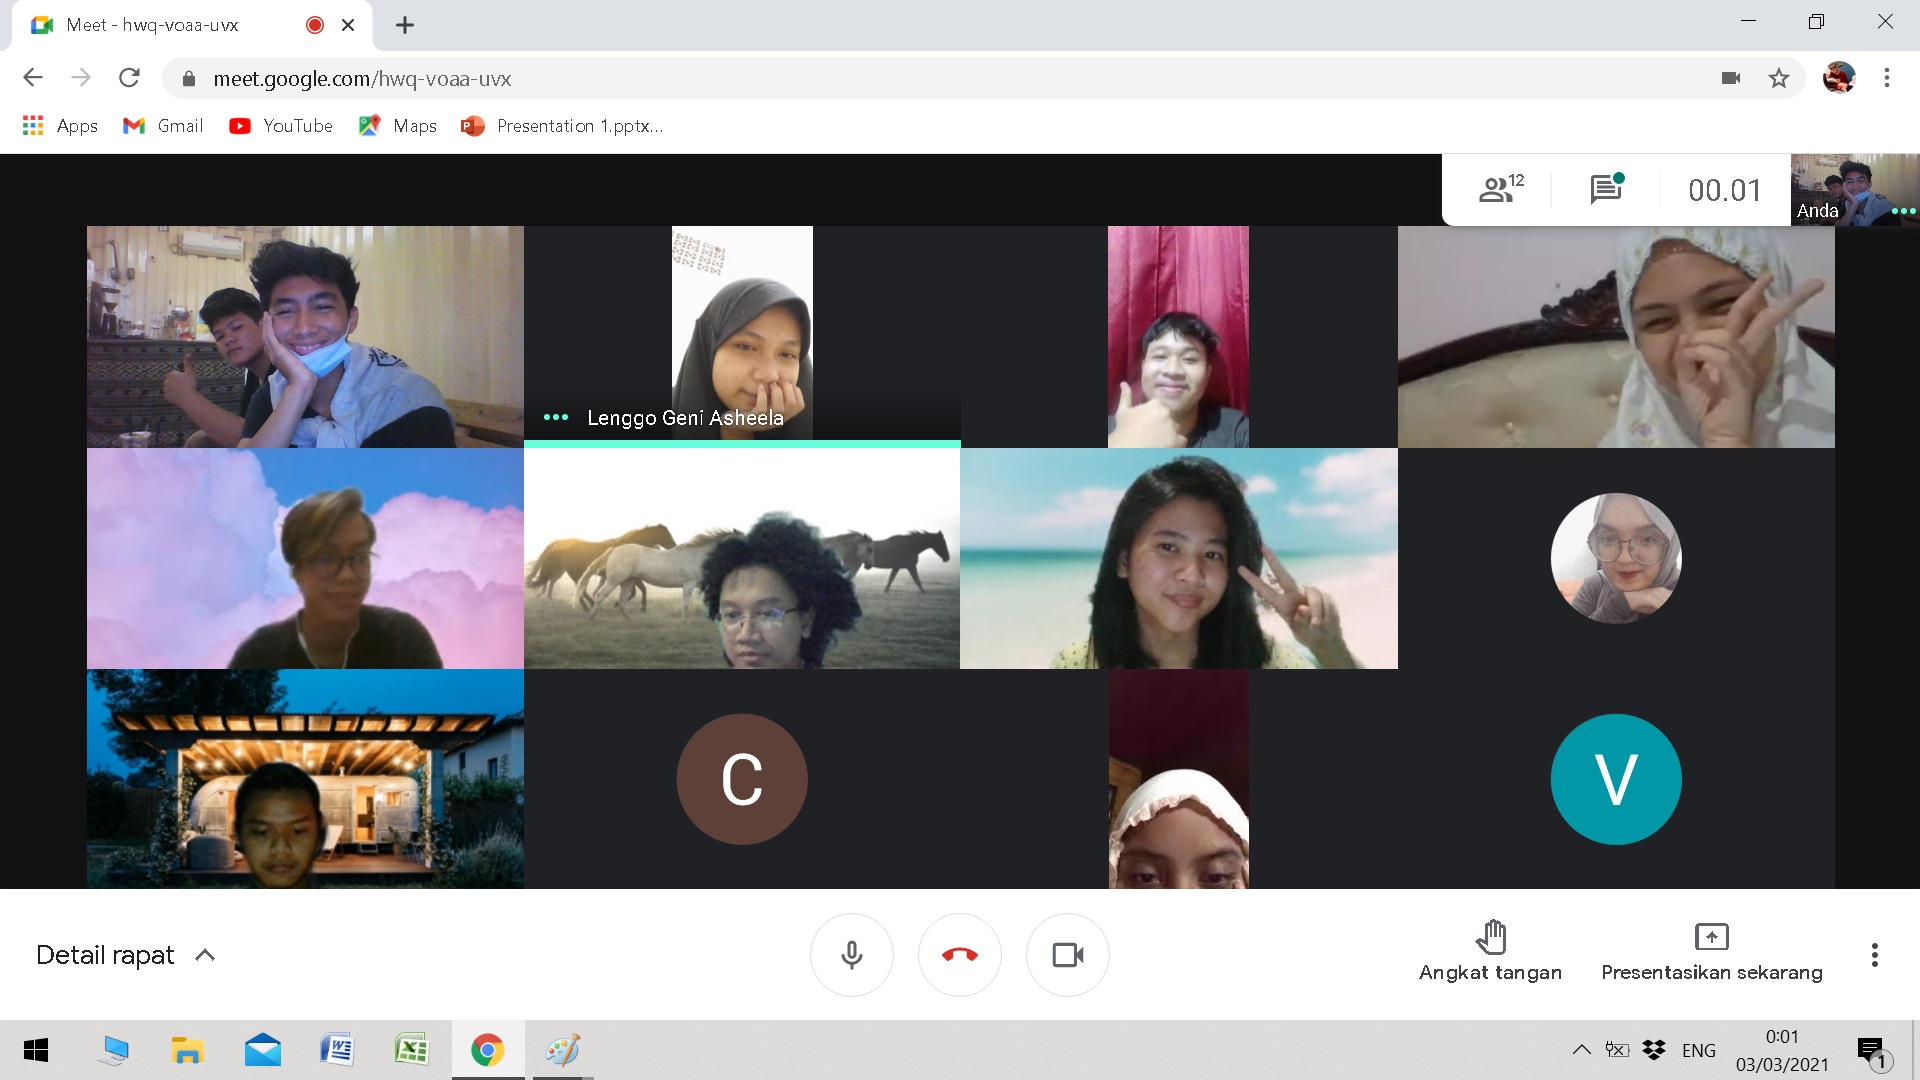 Meet - hwq-voaa-uvx
meet.google.com/hwq-voaa-uvx
Apps Gmail YouTube Maps Presentation 1.pptx...
12 00.01
Anda
Lenggo Geni Asheela
C V
Detail rapat
Angkat tangan Presentasikan sekarang
ENG 0:01
03/03/2021
1